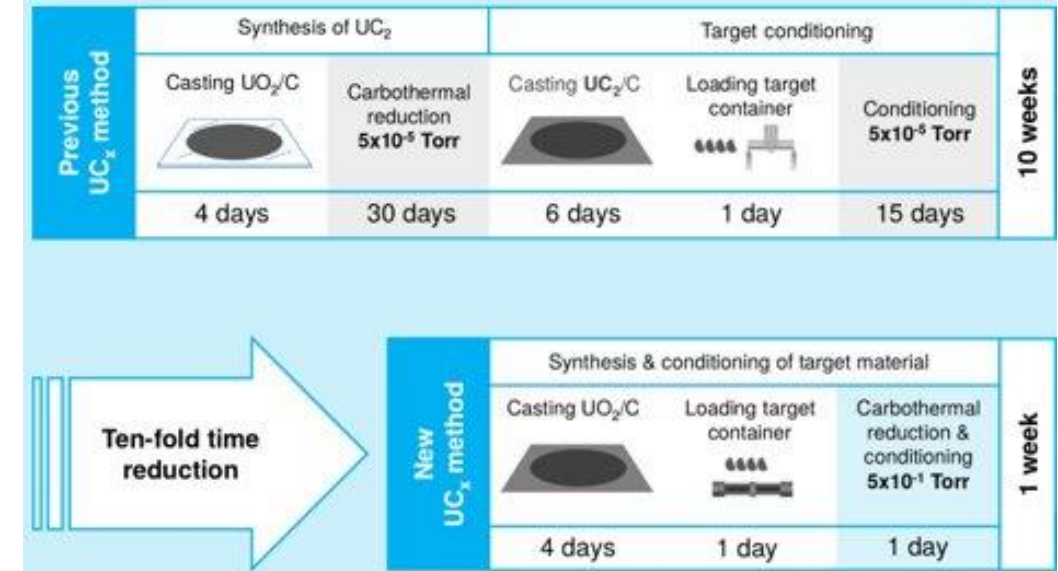 Previous
UCₓ method
Synthesis of UC₂
Target conditioning
Casting UO₂/C
Carbothermal
reduction
5x10⁻⁵ Torr
Casting UC₂/C
Loading target
container
Conditioning
5x10⁻⁵ Torr
4 days
30 days
6 days
1 day
15 days
10 weeks
Ten-fold time
reduction
New
UCₓ method
Synthesis & conditioning of target material
Casting UO₂/C
Loading target
container
Carbothermal
reduction &
conditioning
5x10⁻¹ Torr
4 days
1 day
1 day
1 week